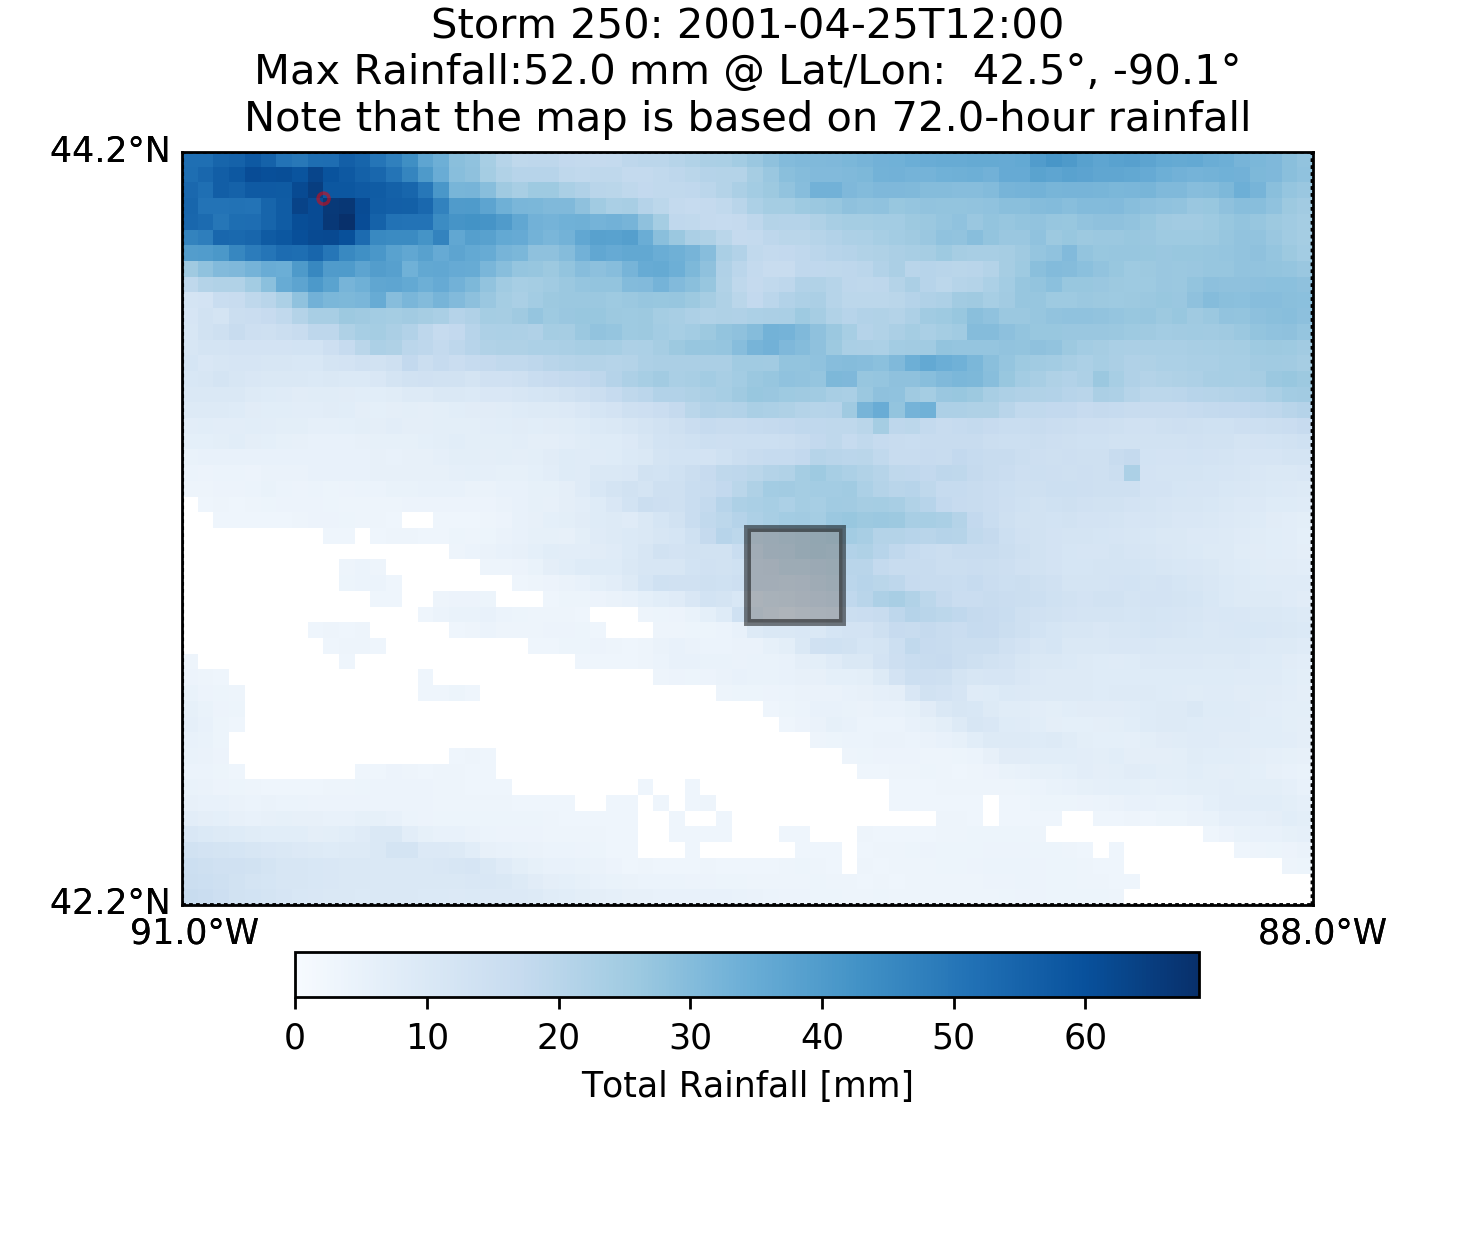 Storm 250: 2001-04-25T12:00
Max Rainfall:52.0 mm @ Lat/Lon:  42.5°, -90.1°
Note that the map is based on 72.0-hour rainfall
44.2°N
42.2°N
91.0°W 88.0°W
0 10 20 30 40 50 60
Total Rainfall [mm]